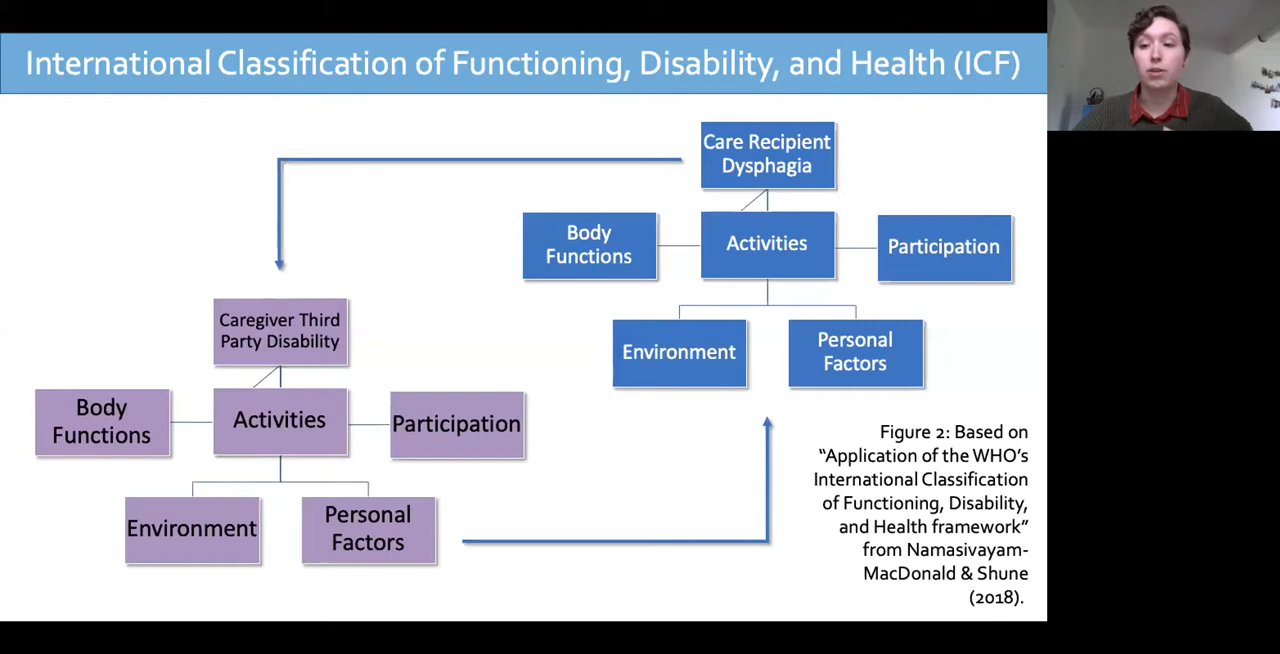 International Classification of Functioning, Disability, and Health (ICF)
Care Recipient
Dysphagia
Body
Functions
Activities
Participation
Environment
Personal
Factors
Caregiver Third
Party Disability
Body
Functions
Activities
Participation
Environment
Personal
Factors
Figure 2: Based on
“Application of the WHO’s
International Classification
of Functioning, Disability,
and Health framework”
from Namasivayam-
MacDonald & Shune
(2018).